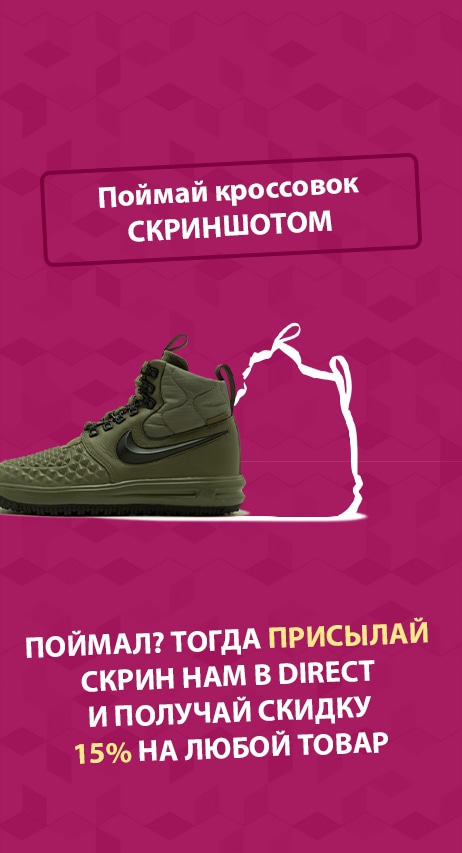 Поймай кроссовок
СКРИНШОТОМ
ПОЙМАЛ? ТОГДА ПРИСЫЛАЙ
СКРИН НАМ В DIRECT
И ПОЛУЧАЙ СКИДКУ
15% НА ЛЮБОЙ ТОВАР